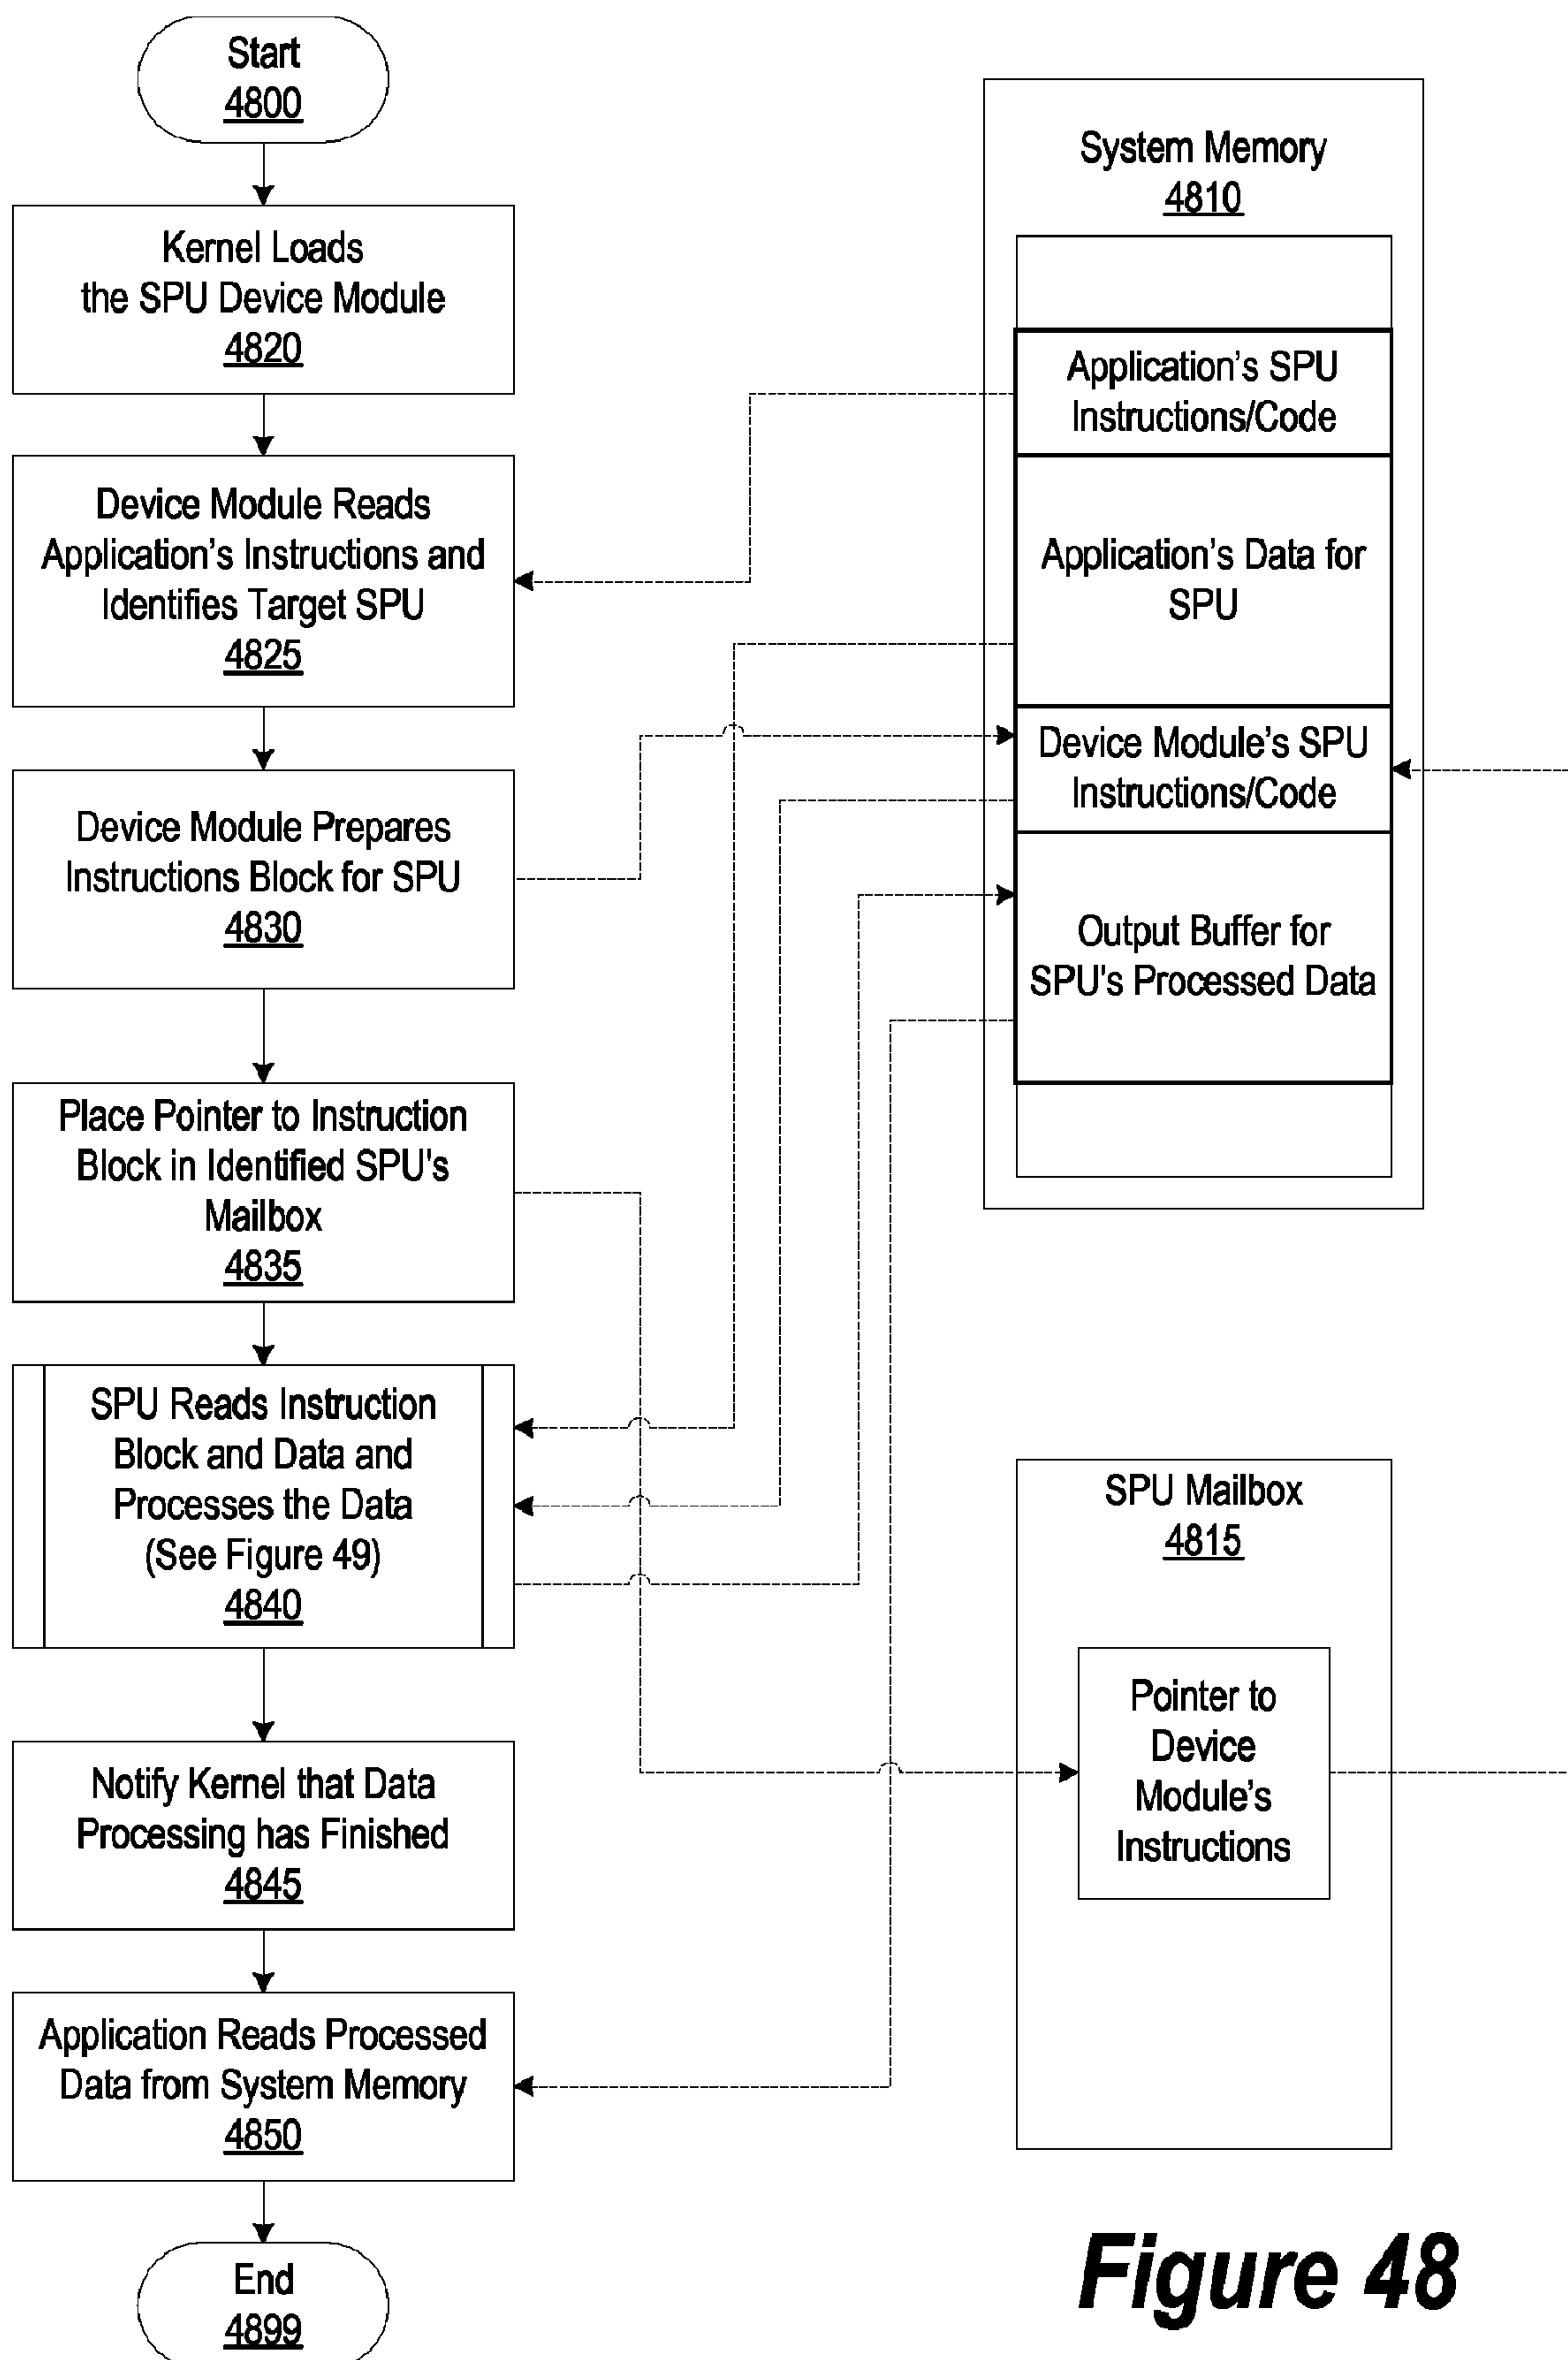 Start
4800
Kernel Loads
the SPU Device Module
4820
Device Module Reads
Application’s Instructions and
Identifies Target SPU
4825
Device Module Prepares
Instructions Block for SPU
4830
Place Pointer to Instruction
Block in Identified SPU's
Mailbox
4835
SPU Reads Instruction
Block and Data and
Processes the Data
(See Figure 49)
4840
Notify Kernel that Data
Processing has Finished
4845
Application Reads Processed
Data from System Memory
4850
End
4899
System Memory
4810
Application’s SPU
Instructions/Code
Application’s Data for
SPU
Device Module’s SPU
Instructions/Code
Output Buffer for
SPU's Processed Data
SPU Mailbox
4815
Pointer to
Device
Module’s
Instructions
Figure 48